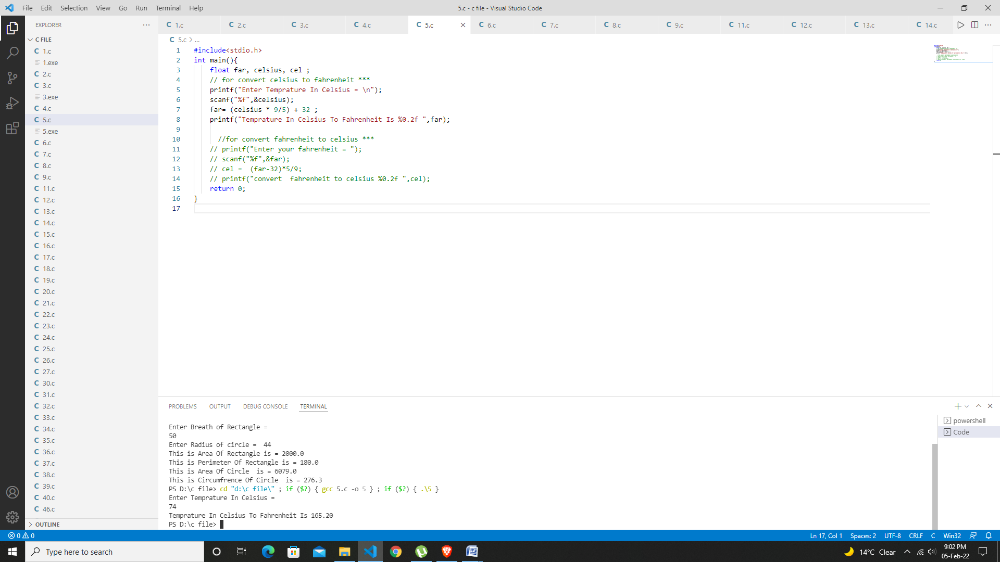 File Edit Selection View Go Run Terminal Help
5.c - c file - Visual Studio Code
EXPLORER
C FILE
1.c
1.exe
2.c
3.c
3.exe
4.c
5.c
5.exe
6.c
7.c
8.c
9.c
11.c
12.c
13.c
14.c
15.c
16.c
17.c
18.c
19.c
20.c
21.c
22.c
23.c
24.c
25.c
26.c
27.c
30.c
31.c
32.c
33.c
34.c
35.c
36.c
37.c
38.c
39.c
40.c
46.c
OUTLINE
C 1.c C 2.c C 3.c C 4.c C 5.c C 6.c C 7.c C 8.c C 9.c C 11.c C 12.c C 13.c C 14.c
C 5.c > ...
1 #include<stdio.h>
2 int main(){
3 float far, celsius, cel ;
4 // for convert celsius to fahrenheit ***
5 printf("Enter Temprature In Celsius = \n");
6 scanf("%f",&celsius);
7 far= (celsius * 9/5) + 32 ;
8 printf("Temprature In Celsius To Fahrenheit Is %0.2f ",far);
9
10 //for convert fahrenheit to celsius ***
11 // printf("Enter your fahrenheit = ");
12 // scanf("%f",&far);
13 // cel =  (far-32)*5/9;
14 // printf("convert  fahrenheit to celsius %0.2f ",cel);
15 return 0;
16 }
17
PROBLEMS OUTPUT DEBUG CONSOLE TERMINAL
Enter Breath of Rectangle =
50
Enter Radius of circle =  44
This is Area Of Rectangle is = 2000.0
This is Perimeter Of Rectangle is = 180.0
This is Area Of Circle  is = 6079.0
This is Circumfrence Of Circle  is = 276.3
PS D:\c file> cd "d:\c file\" ; if ($?) { gcc 5.c -o 5 } ; if ($?) { .\5 }
Enter Temprature In Celsius =
74
Temprature In Celsius To Fahrenheit Is 165.20
PS D:\c file>
powershell
Code
0 0
Ln 17, Col 1 Spaces: 2 UTF-8 CRLF C Win32
Type here to search
14°C Clear
9:02 PM
05-Feb-22